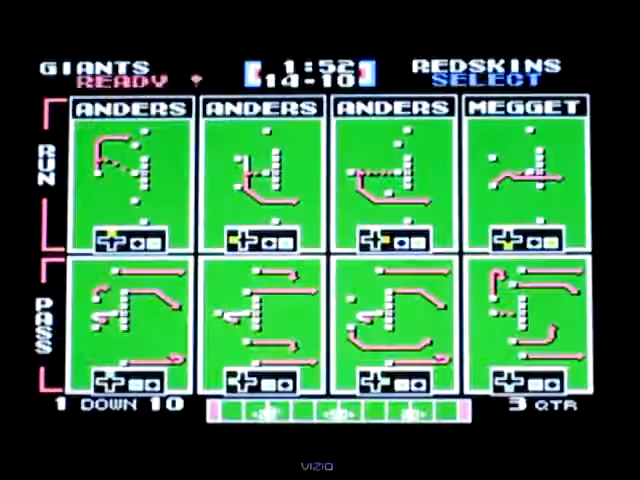 GIANTS 1:52 REDSKINS
READY 14-10 SELECT
ANDERS ANDERS ANDERS MEGGET
RUN
PASS
1 DOWN 10 3 QTR
VIZIO